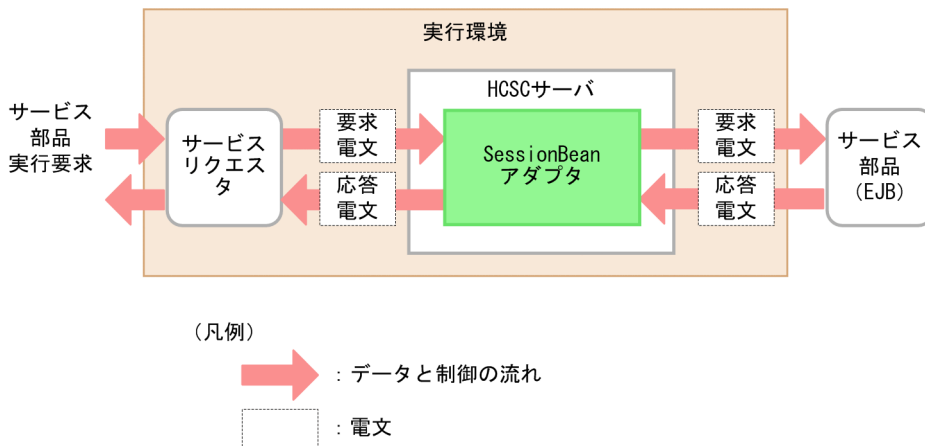 実行環境
HCSCサーバ
サービス
部品
実行要求
サービス
リクエス
タ
要求
電文
応答
電文
SessionBean
アダプタ
要求
電文
応答
電文
サービス
部品
(EJB)
(凡例)
：データと制御の流れ
：電文